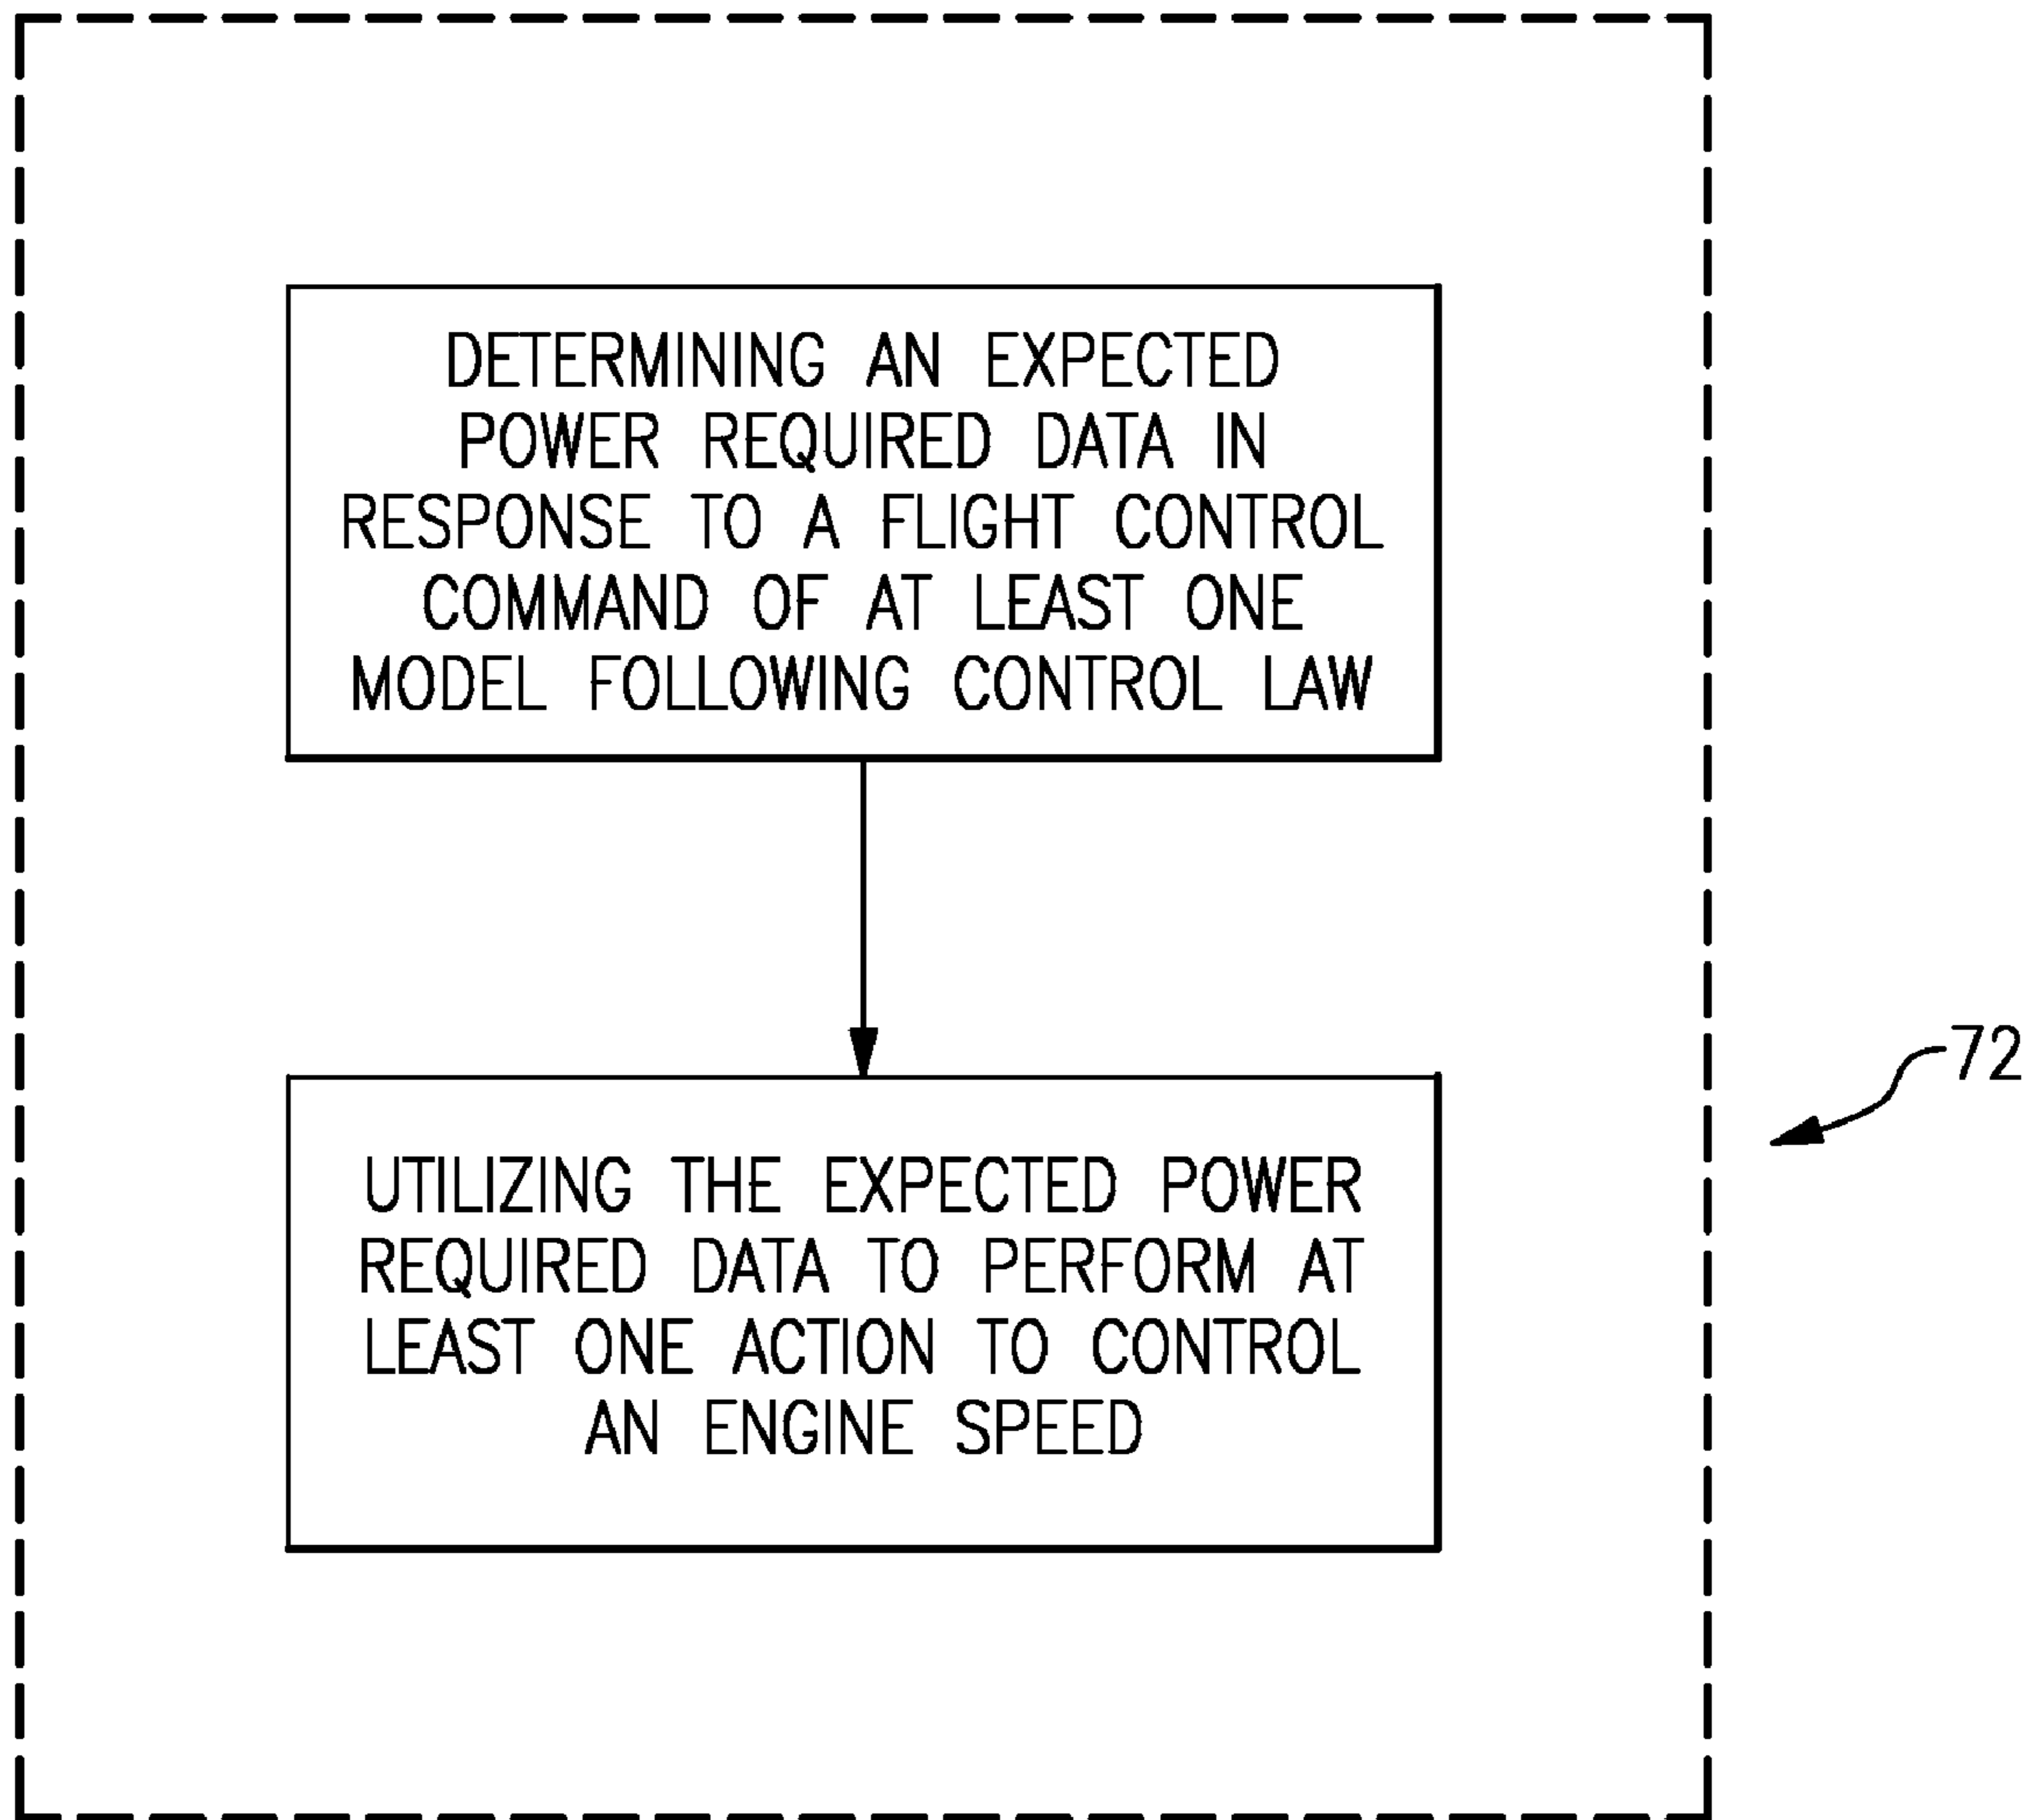 DETERMINING AN EXPECTED
POWER REQUIRED DATA IN
RESPONSE TO A FLIGHT CONTROL
COMMAND OF AT LEAST ONE
MODEL FOLLOWING CONTROL LAW
72
UTILIZING THE EXPECTED POWER
REQUIRED DATA TO PERFORM AT
LEAST ONE ACTION TO CONTROL
AN ENGINE SPEED